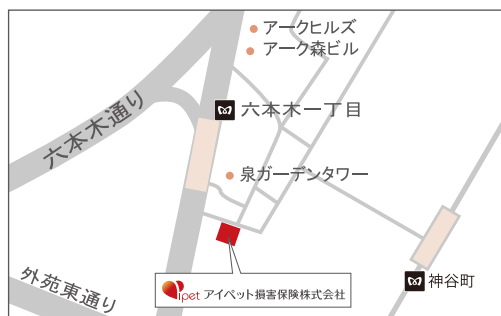 アークヒルズ
アーク森ビル
六本木通り
六本木一丁目
泉ガーデンタワー
外苑東通り
神谷町
ipet アイペット損害保険株式会社